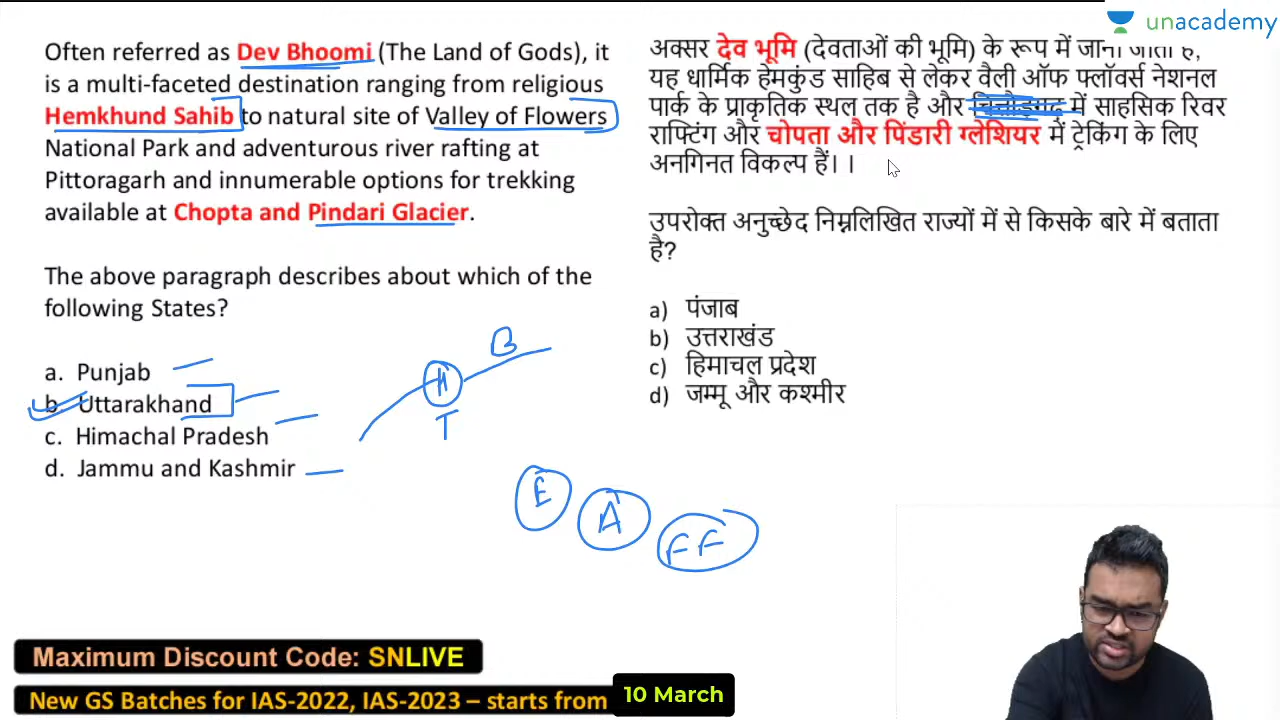 unacademy
Often referred as Dev Bhoomi (The Land of Gods), it
is a multi-faceted destination ranging from religious
Hemkhund Sahib to natural site of Valley of Flowers
National Park and adventurous river rafting at
Pittoragarh and innumerable options for trekking
available at Chopta and Pindari Glacier.
The above paragraph describes about which of the
following States?
a. Punjab
b. Uttarakhand
c. Himachal Pradesh
d. Jammu and Kashmir
B
H
T
E
A
FF
अक्सर देव भूमि (देवताओं की भूमि) के रूप में जाना जाता है,
यह धार्मिक हेमकुंड साहिब से लेकर वैली ऑफ फ्लॉवर्स नेशनल
पार्क के प्राकृतिक स्थल तक है और में साहसिक रिवर
राफ्टिंग और चोपता और पिंडारी ग्लेशियर में ट्रेकिंग के लिए
अनगिनत विकल्प हैं। ।
उपरोक्त अनुच्छेद निम्नलिखित राज्यों में से किसके बारे में बताता
है?
a) पंजाब
b) उत्तराखंड
c) हिमाचल प्रदेश
d) जम्मू और कश्मीर
Maximum Discount Code: SNLIVE
New GS Batches for IAS-2022, IAS-2023 – starts from 10 March